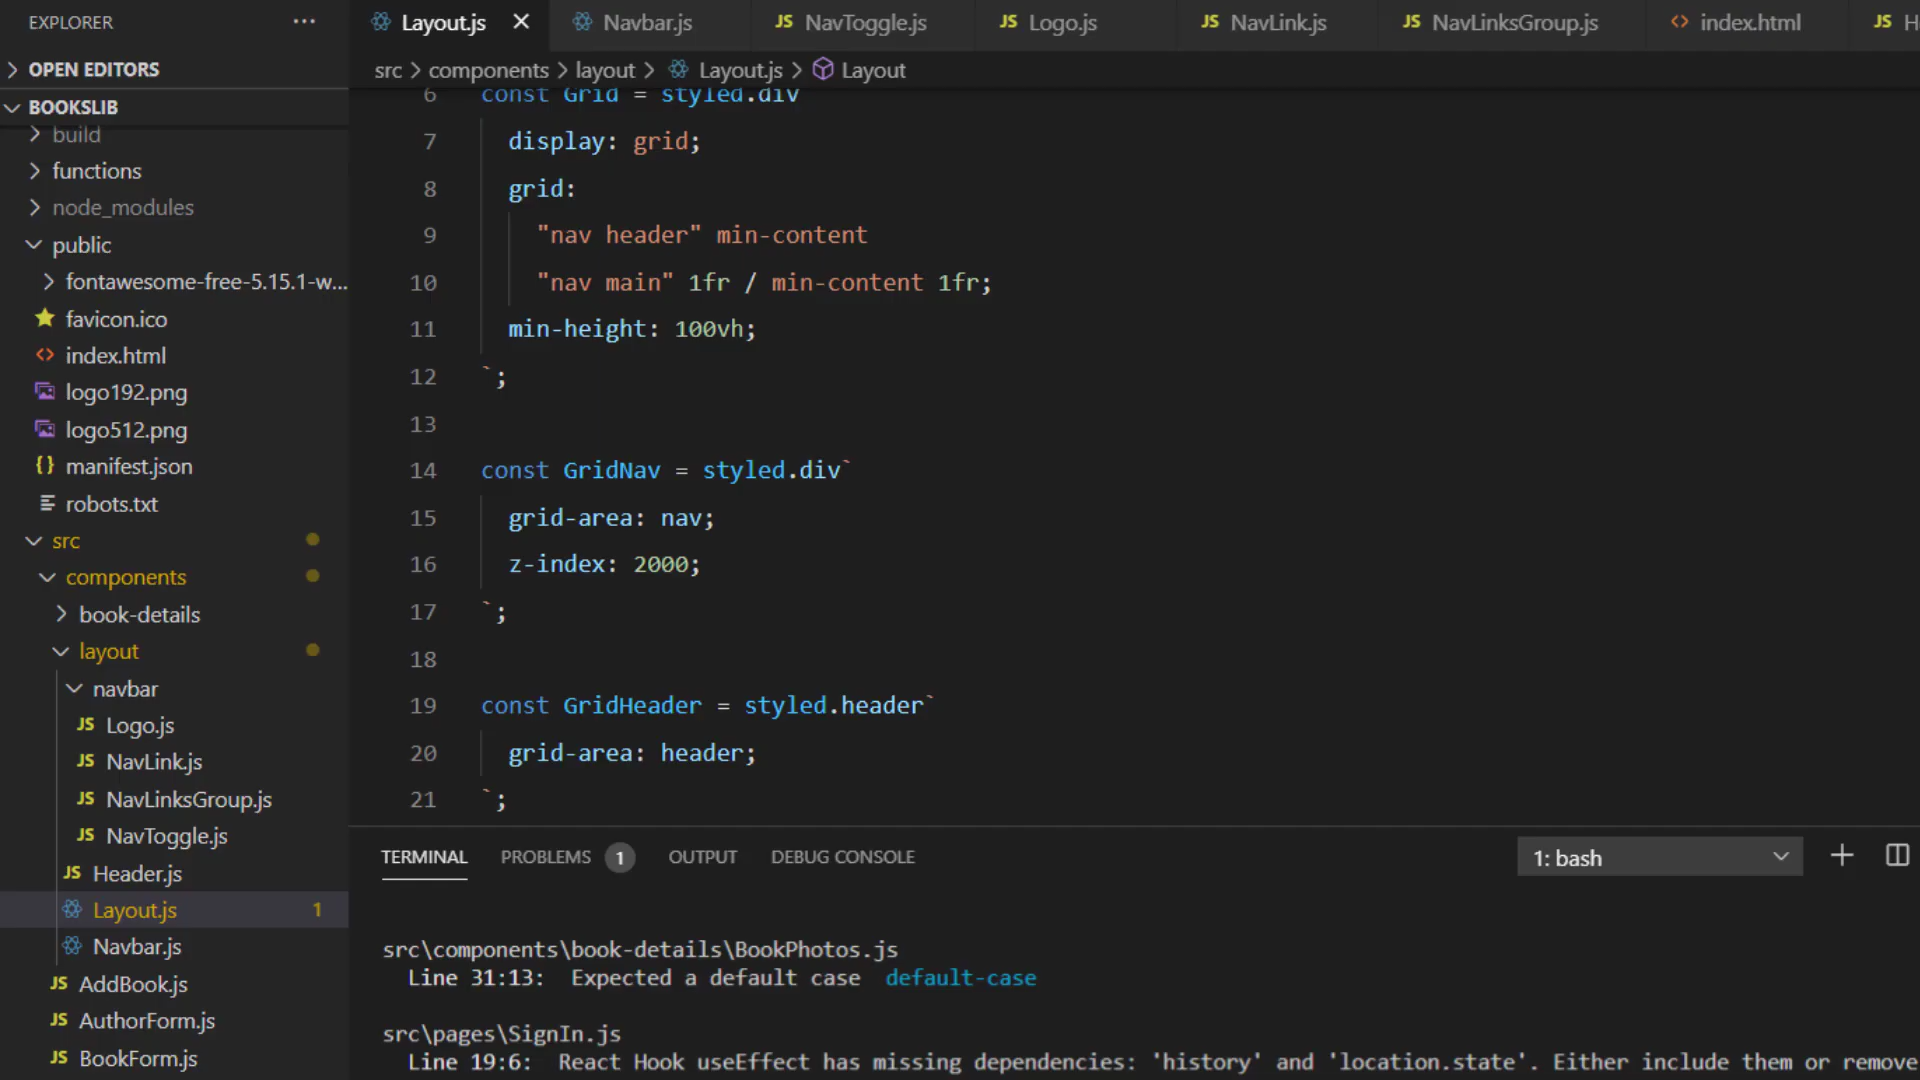 EXPLORER
OPEN EDITORS
BOOKSLIB
build
functions
node_modules
public
fontawesome-free-5.15.1-w...
favicon.ico
index.html
logo192.png
logo512.png
manifest.json
robots.txt
src
components
book-details
layout
navbar
Logo.js
NavLink.js
NavLinksGroup.js
NavToggle.js
Header.js
Layout.js 1
Navbar.js
AddBook.js
AuthorForm.js
BookForm.js
Layout.js Navbar.js NavToggle.js Logo.js NavLink.js NavLinksGroup.js index.html
src > components > layout > Layout.js > Layout
6 const Grid = styled.div
7 display: grid;
8 grid:
9 "nav header" min-content
10 "nav main" 1fr / min-content 1fr;
11 min-height: 100vh;
12 `;
13
14 const GridNav = styled.div`
15 grid-area: nav;
16 z-index: 2000;
17 `;
18
19 const GridHeader = styled.header`
20 grid-area: header;
21 `;
TERMINAL PROBLEMS 1 OUTPUT DEBUG CONSOLE 1: bash
src\components\book-details\BookPhotos.js
Line 31:13: Expected a default case default-case
src\pages\SignIn.js
Line 19:6: React Hook useEffect has missing dependencies: 'history' and 'location.state'. Either include them or remove